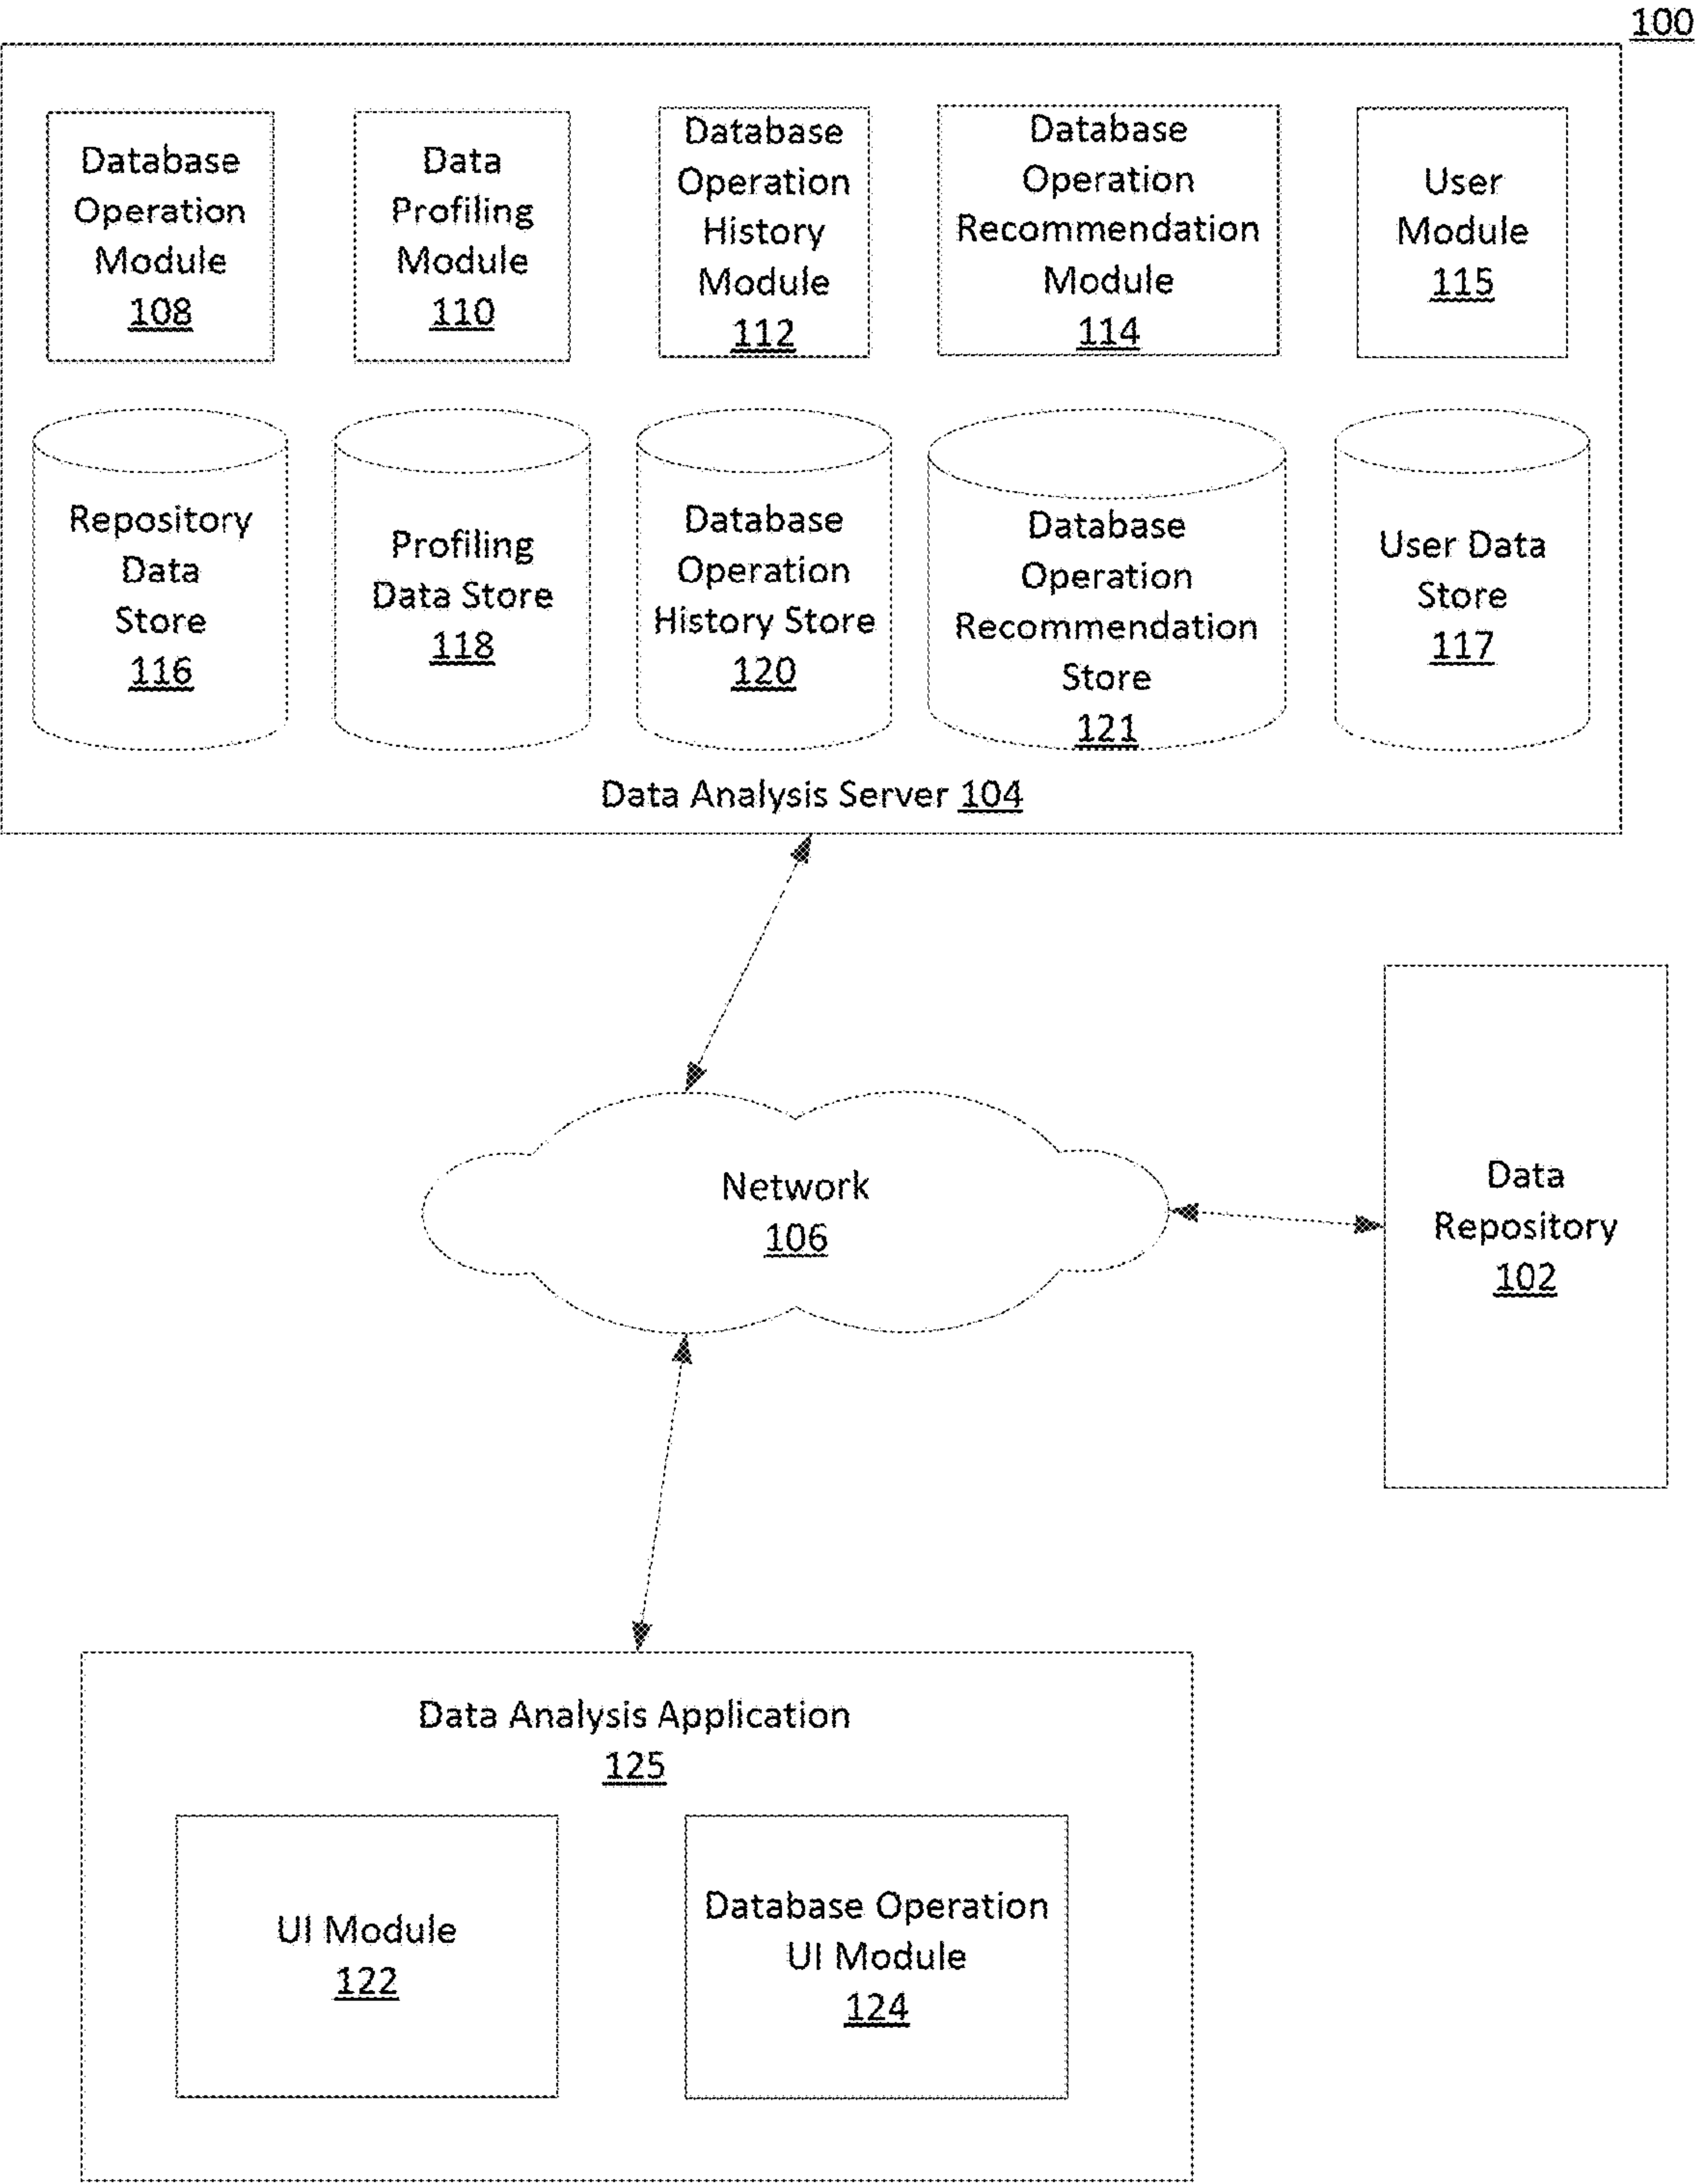 100
Database
Operation
Module
108
Data
Profiling
Module
110
Database
Operation
History
Module
112
Database
Operation
Recommendation
Module
114
User
Module
115
Repository
Data
Store
116
Profiling
Data Store
118
Database
Operation
History Store
120
Database
Operation
Recommendation
Store
121
User Data
Store
117
Data Analysis Server 104
Network
106
Data
Repository
102
Data Analysis Application
125
UI Module
122
Database Operation
UI Module
124